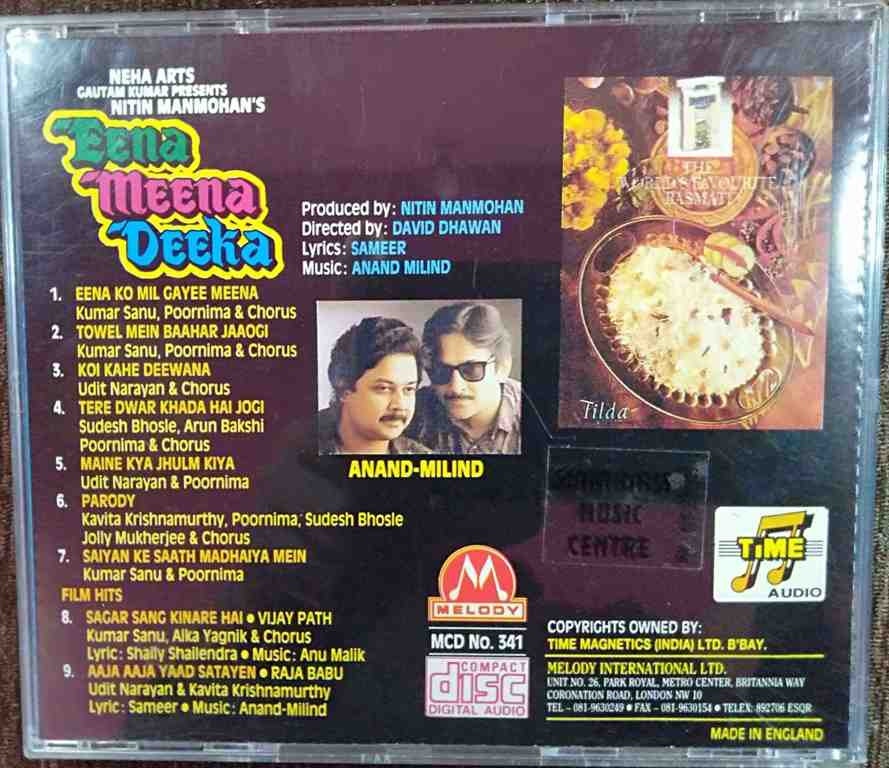 NEHA ARTS
GAUTAM KUMAR PRESENTS
NITIN MANMOHAN'S
Eena
Meena
Deeka
Produced by: NITIN MANMOHAN
Directed by: DAVID DHAWAN
Lyrics: SAMEER
Music: ANAND MILIND
1. EENA KO MIL GAYEE MEENA
Kumar Sanu, Poornima & Chorus
2. TOWEL MEIN BAAHAR JAAOGI
Kumar Sanu, Poornima & Chorus
3. KOI KAHE DEEWANA
Udit Narayan & Chorus
4. TERE DWAR KHADA HAI JOGI
Sudesh Bhosle, Arun Bakshi
Poornima & Chorus
5. MAINE KYA JHULM KIYA
Udit Narayan & Poornima
6. PARODY
Kavita Krishnamurthy, Poornima, Sudesh Bhosle
Jolly Mukherjee & Chorus
7. SAIYAN KE SAATH MADHAIYA MEIN
Kumar Sanu & Poornima
FILM HITS
8. SAGAR SANG KINARE HAI • VIJAY PATH
Kumar Sanu, Alka Yagnik & Chorus
Lyric: Shaily Shailendra • Music: Anu Malik
9. AAJA AAJA YAAD SATAYEN • RAJA BABU
Udit Narayan & Kavita Krishnamurthy
Lyric: Sameer • Music: Anand-Milind
ANAND-MILIND
THE
WORLD'S FAVOURITE
BASMATI
Tilda
MUSIC
CENTRE
TIME
AUDIO
MELODY
MCD No. 341
COMPACT
disc
DIGITAL AUDIO
COPYRIGHTS OWNED BY:
TIME MAGNETICS (INDIA) LTD. B'BAY.
MELODY INTERNATIONAL LTD.
UNIT NO. 26, PARK ROYAL, METRO CENTER, BRITANNIA WAY
CORONATION ROAD, LONDON NW 10
TEL – 081-9630249 • FAX – 081-9630154 • TELEX: 892706 ESQR
MADE IN ENGLAND